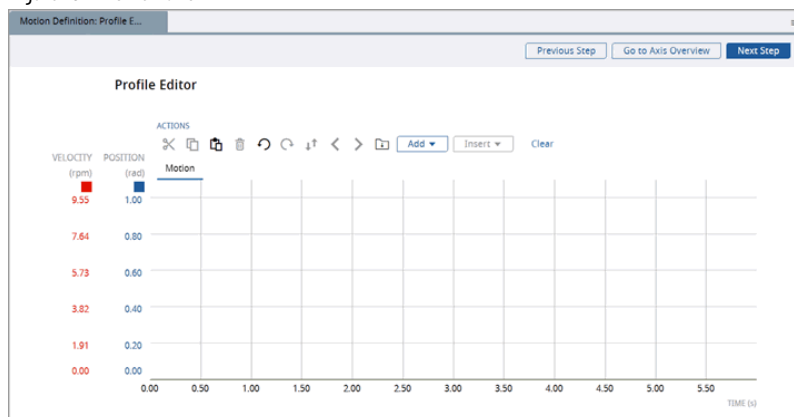 Motion Definition: Profile E...
Previous Step Go to Axis Overview Next Step
Profile Editor
ACTIONS
Add Insert Clear
VELOCITY POSITION
(rpm) (rad) Motion
9.55 1.00
7.64 0.80
5.73 0.60
3.82 0.40
1.91 0.20
0.00 0.00
0.00 0.50 1.00 1.50 2.00 2.50 3.00 3.50 4.00 4.50 5.00 5.50
TIME (s)